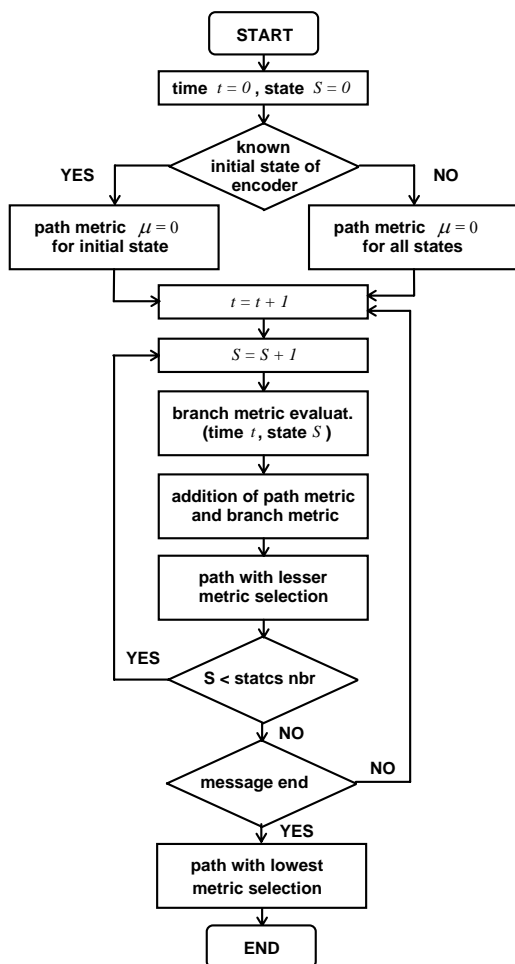 START
time t = 0 , state S = 0
known
initial state of
encoder
YES
NO
path metric μ = 0
for initial state
path metric μ = 0
for all states
t = t + 1
S = S + 1
branch metric evaluat.
(time t , state S )
addition of path metric
and branch metric
path with lesser
metric selection
YES
S < statcs nbr
NO
message end
NO
YES
path with lowest
metric selection
END